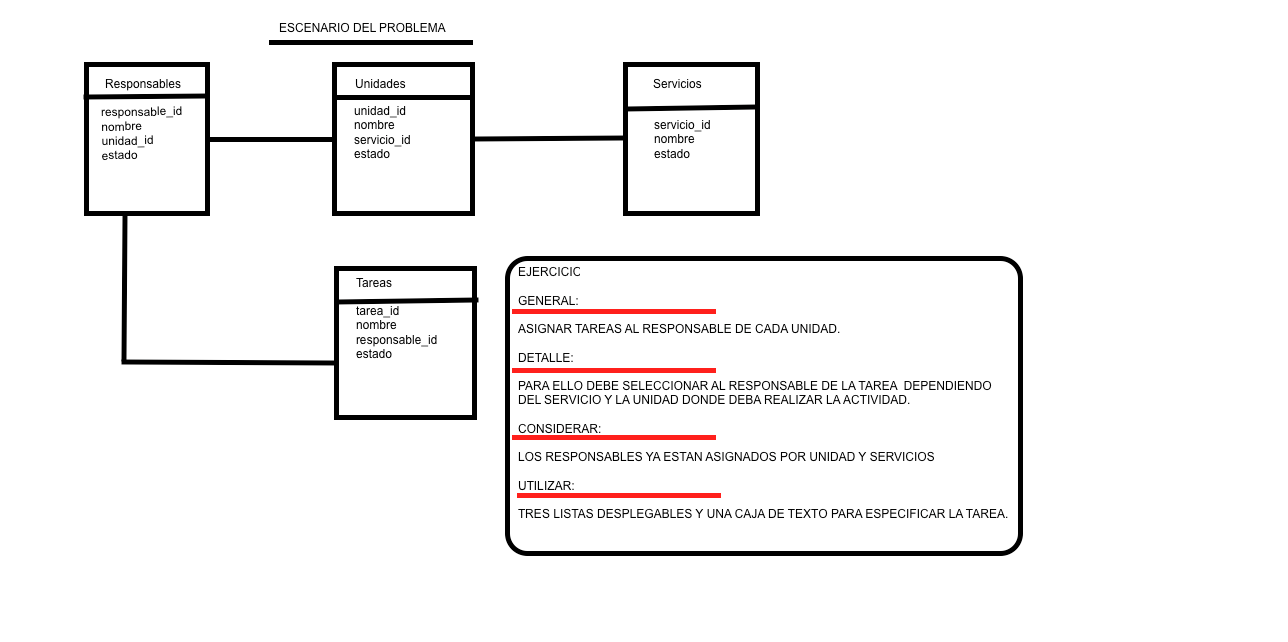 ESCENARIO DEL PROBLEMA
Responsables
responsable_id
nombre
unidad_id
estado
Unidades
unidad_id
nombre
servicio_id
estado
Servicios
servicio_id
nombre
estado
Tareas
tarea_id
nombre
responsable_id
estado
EJERCICIC
GENERAL:
ASIGNAR TAREAS AL RESPONSABLE DE CADA UNIDAD.
DETALLE:
PARA ELLO DEBE SELECCIONAR AL RESPONSABLE DE LA TAREA DEPENDIENDO
DEL SERVICIO Y LA UNIDAD DONDE DEBA REALIZAR LA ACTIVIDAD.
CONSIDERAR:
LOS RESPONSABLES YA ESTAN ASIGNADOS POR UNIDAD Y SERVICIOS
UTILIZAR:
TRES LISTAS DESPLEGABLES Y UNA CAJA DE TEXTO PARA ESPECIFICAR LA TAREA.